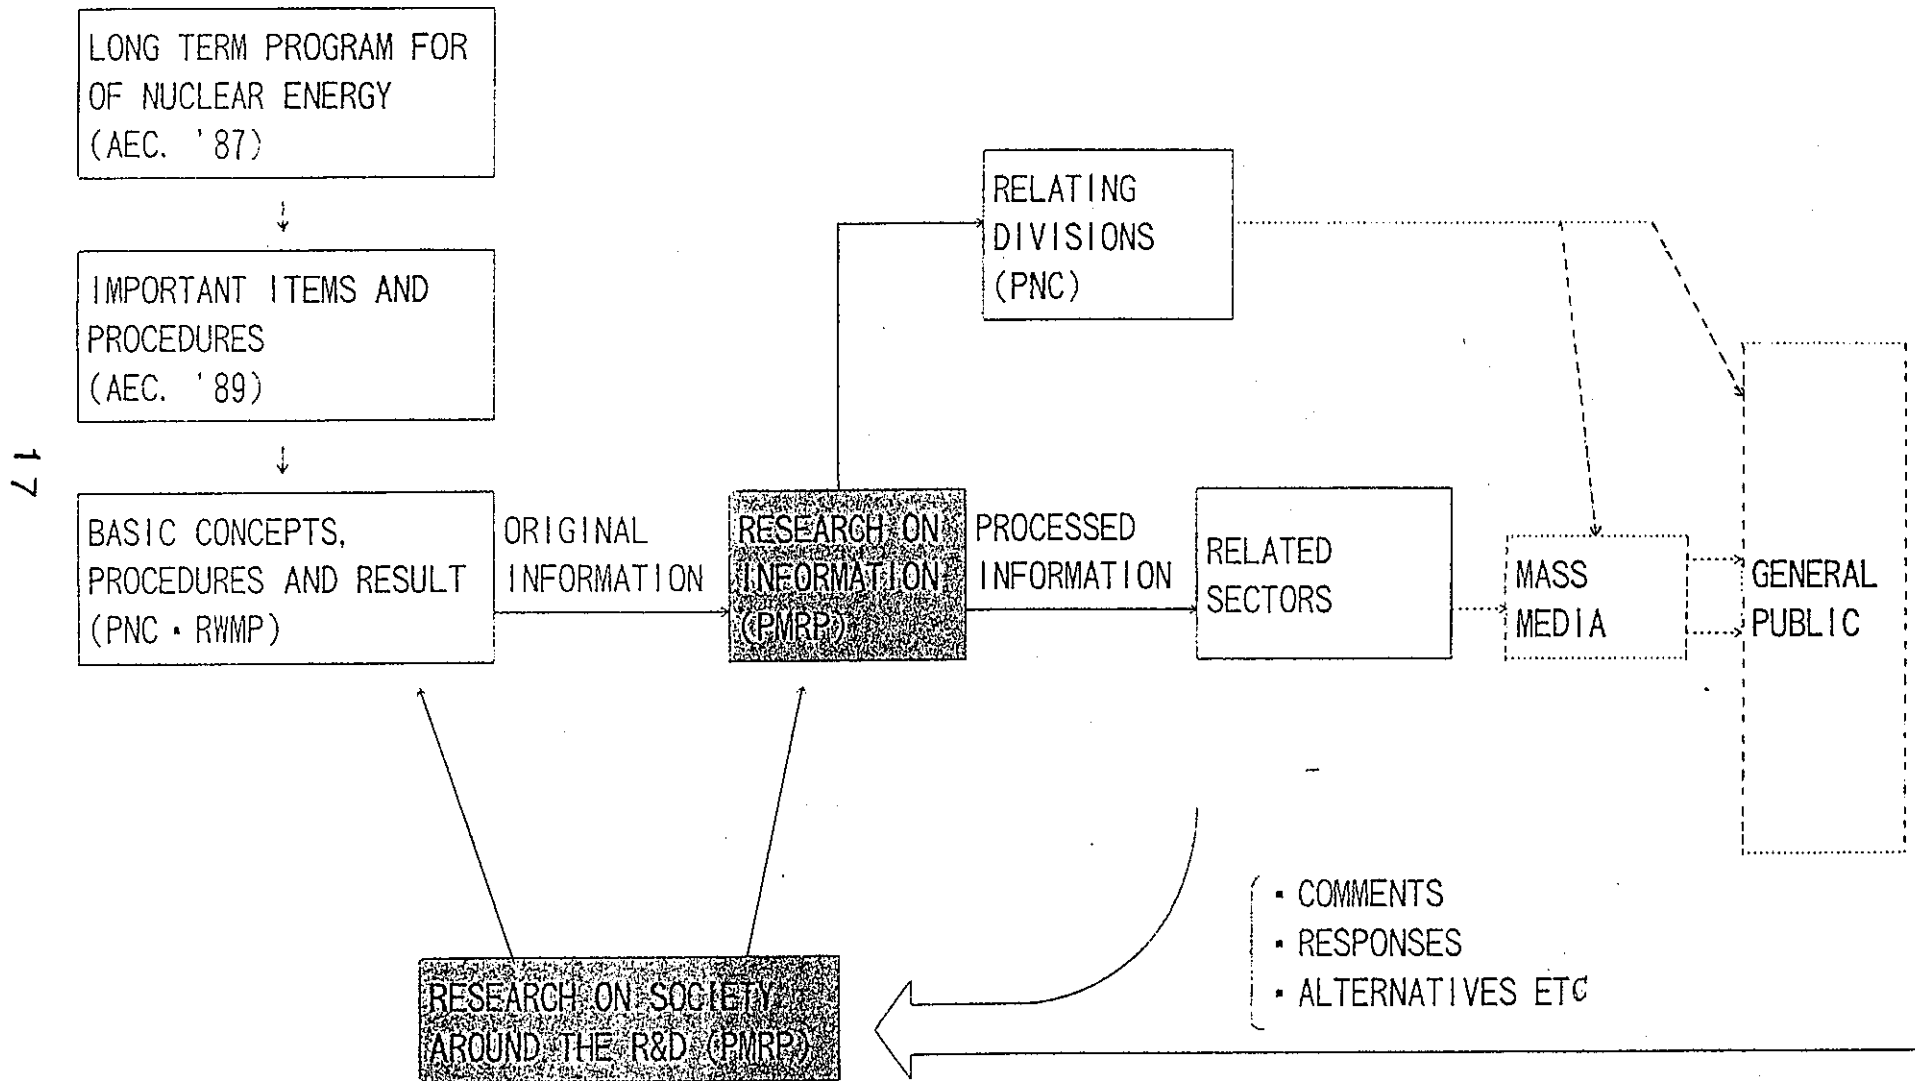 LONG TERM PROGRAM FOR
OF NUCLEAR ENERGY
(AEC. '87)
IMPORTANT ITEMS AND
PROCEDURES
(AEC. '89)
BASIC CONCEPTS,
PROCEDURES AND RESULT
(PNC・RWMP)
ORIGINAL
INFORMATION
RESEARCH ON
INFORMATION
(PMRP)
RELATING
DIVISIONS
(PNC)
PROCESSED
INFORMATION
RELATED
SECTORS
MASS
MEDIA
GENERAL
PUBLIC
RESEARCH ON SOCIETY
AROUND THE R&D (PMRP)
・COMMENTS
・RESPONSES
・ALTERNATIVES ETC
17